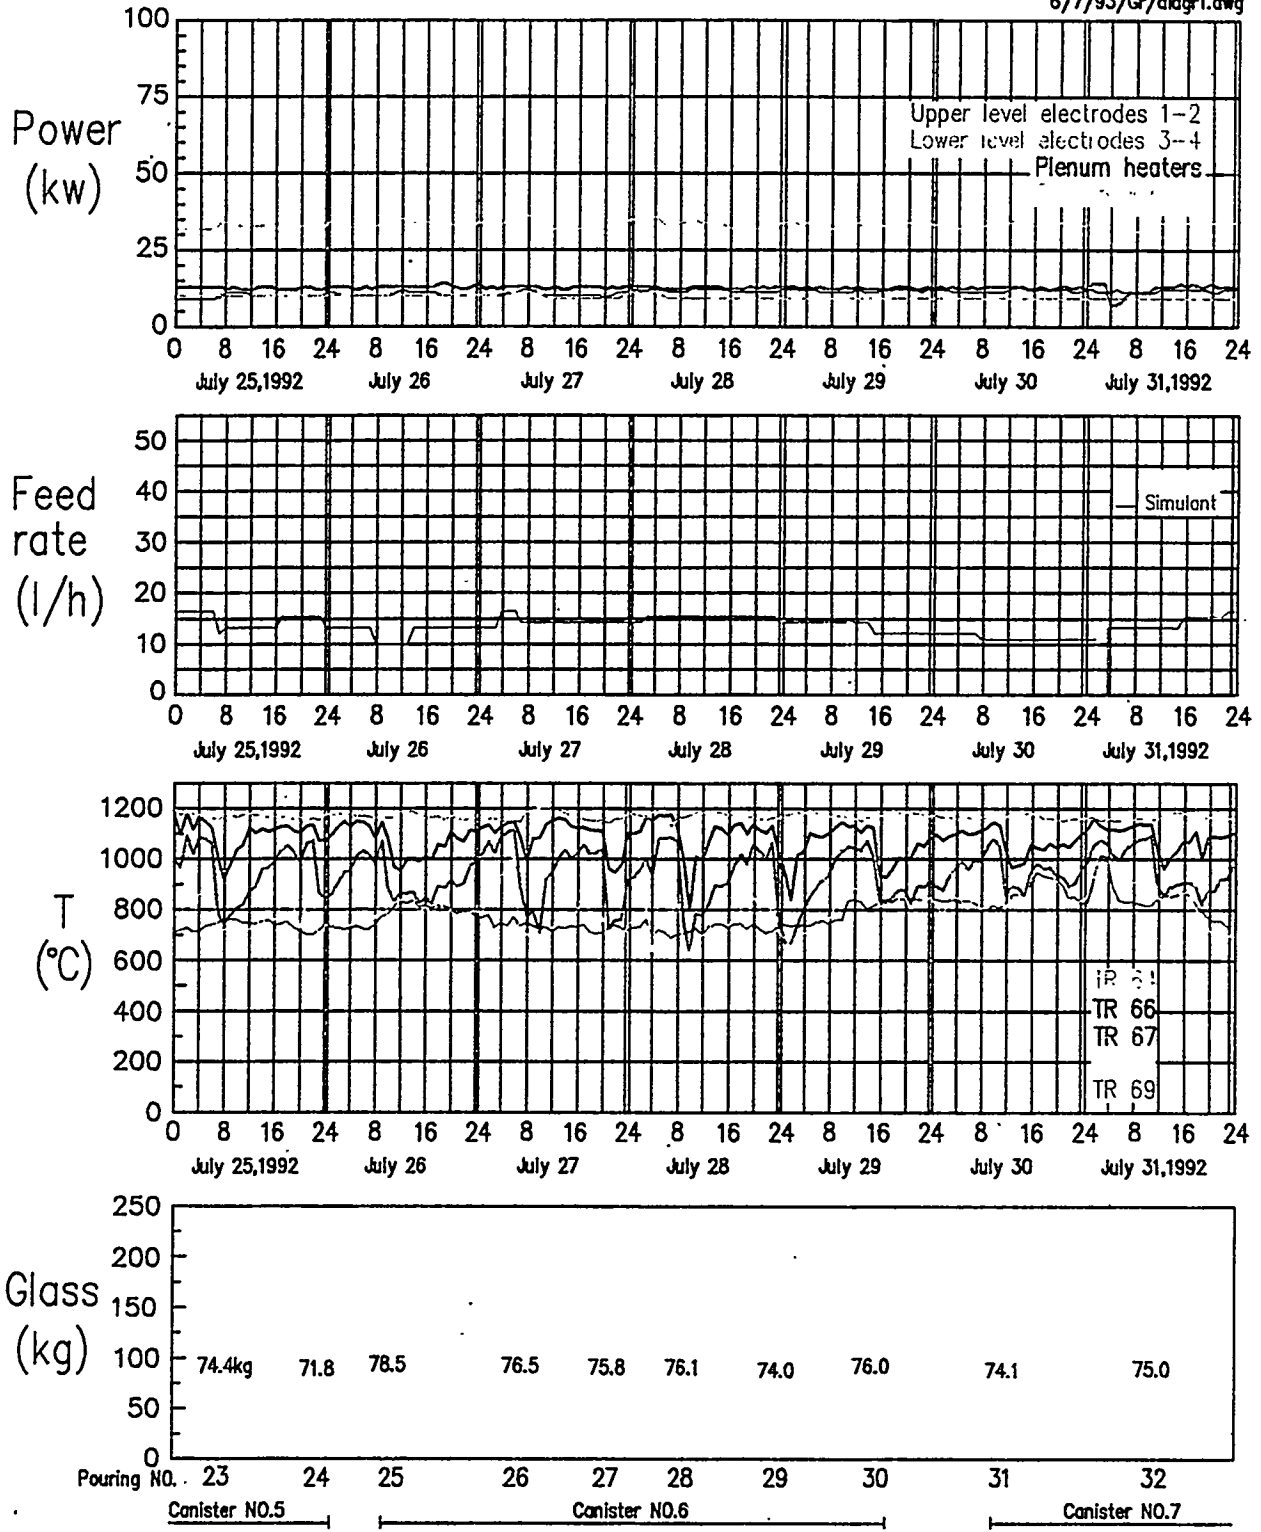 6/7/93/Gr/diagr1.dwg
100
75
50
25
0
Power
(kw)
Upper level electrodes 1-2
Lower level electrodes 3-4
Plenum heaters
0 8 16 24 8 16 24 8 16 24 8 16 24 8 16 24 8 16 24 8 16 24
July 25,1992 July 26 July 27 July 28 July 29 July 30 July 31,1992
50
40
30
20
10
0
Feed
rate
(l/h)
Simulant
0 8 16 24 8 16 24 8 16 24 8 16 24 8 16 24 8 16 24 8 16 24
July 25,1992 July 26 July 27 July 28 July 29 July 30 July 31,1992
1200
1000
800
600
400
200
0
T
(°C)
TR
TR 66
TR 67
TR 69
0 8 16 24 8 16 24 8 16 24 8 16 24 8 16 24 8 16 24 8 16 24
July 25,1992 July 26 July 27 July 28 July 29 July 30 July 31,1992
250
200
150
100
50
0
Glass
(kg)
74.4kg 71.8 78.5 76.5 75.8 76.1 74.0 76.0 74.1 75.0
Pouring NO. 23 24 25 26 27 28 29 30 31 32
Canister NO.5 Canister NO.6 Canister NO.7